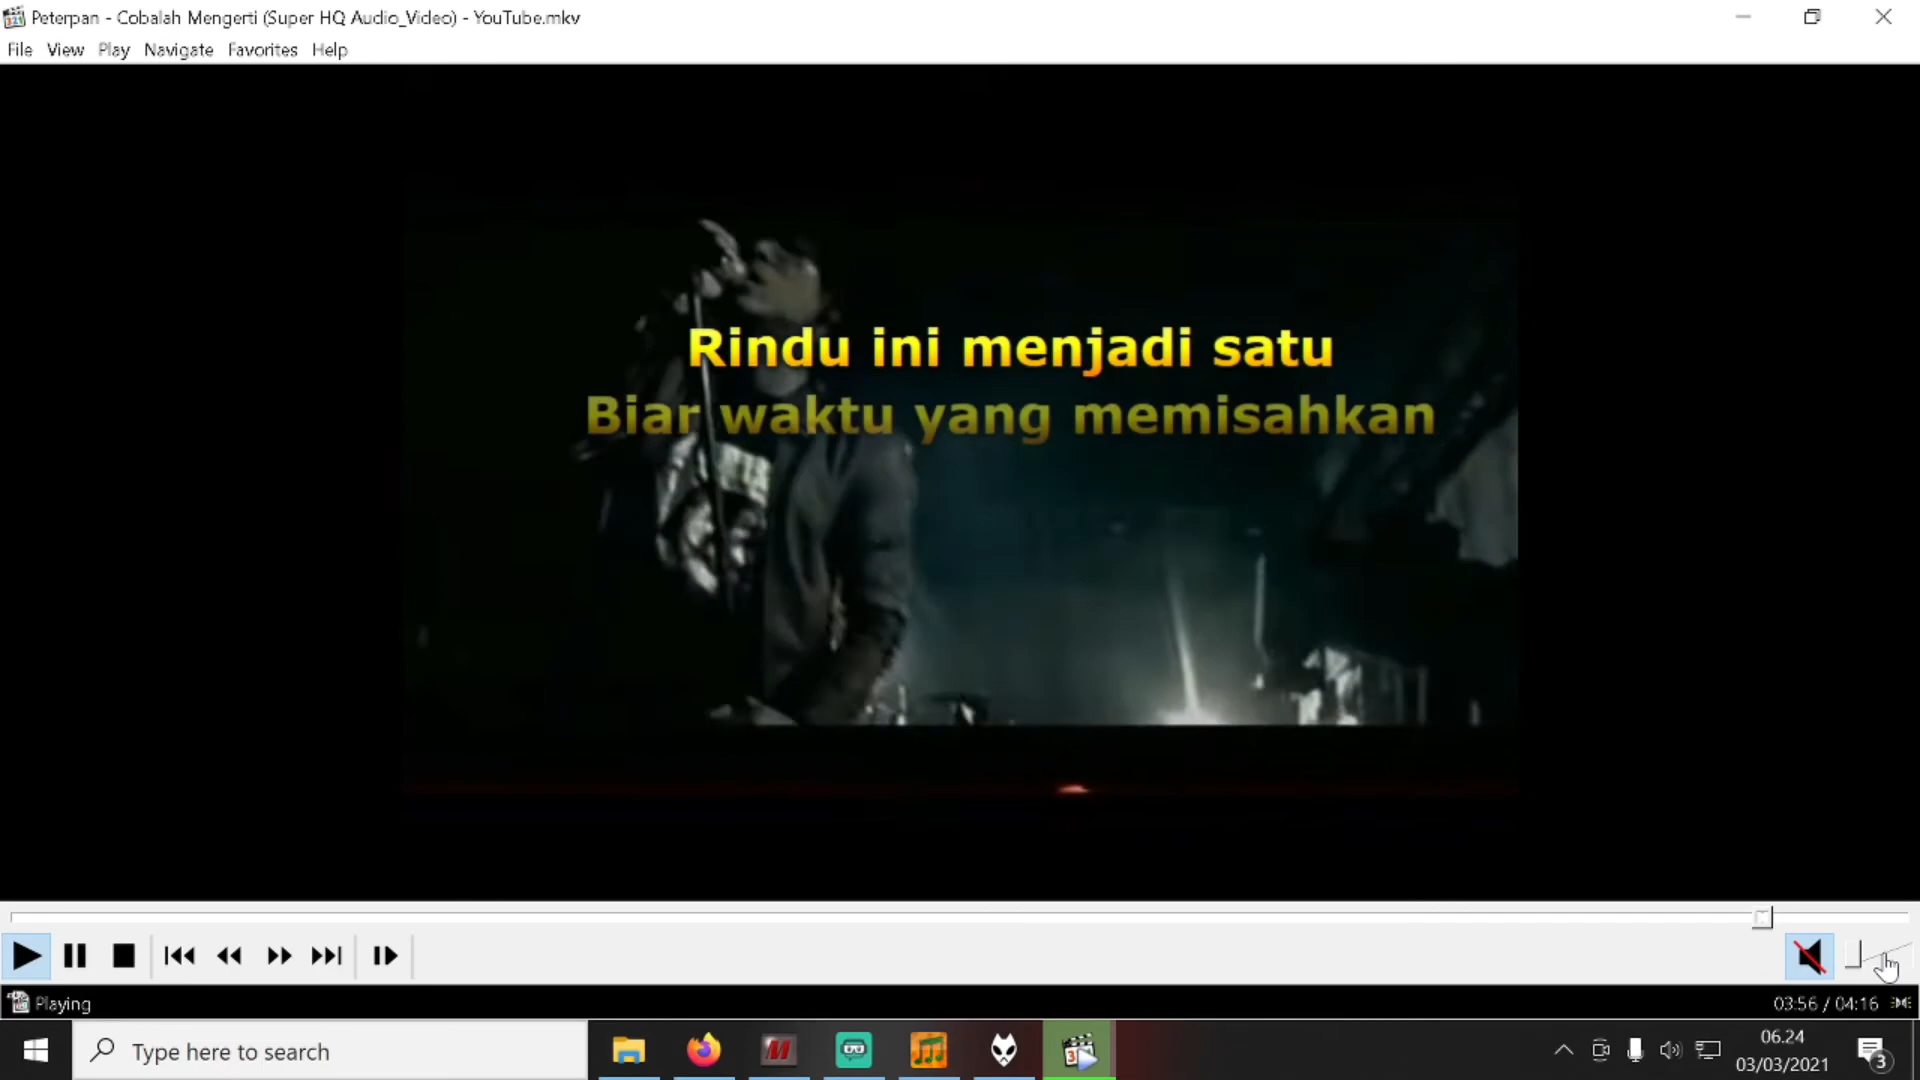 Peterpan - Cobalah Mengerti (Super HQ Audio_Video) - YouTube.mkv
File View Play Navigate Favorites Help
Rindu ini menjadi satu
Biar waktu yang memisahkan
Playing
03:56 / 04:16
Type here to search
06.24
03/03/2021
3